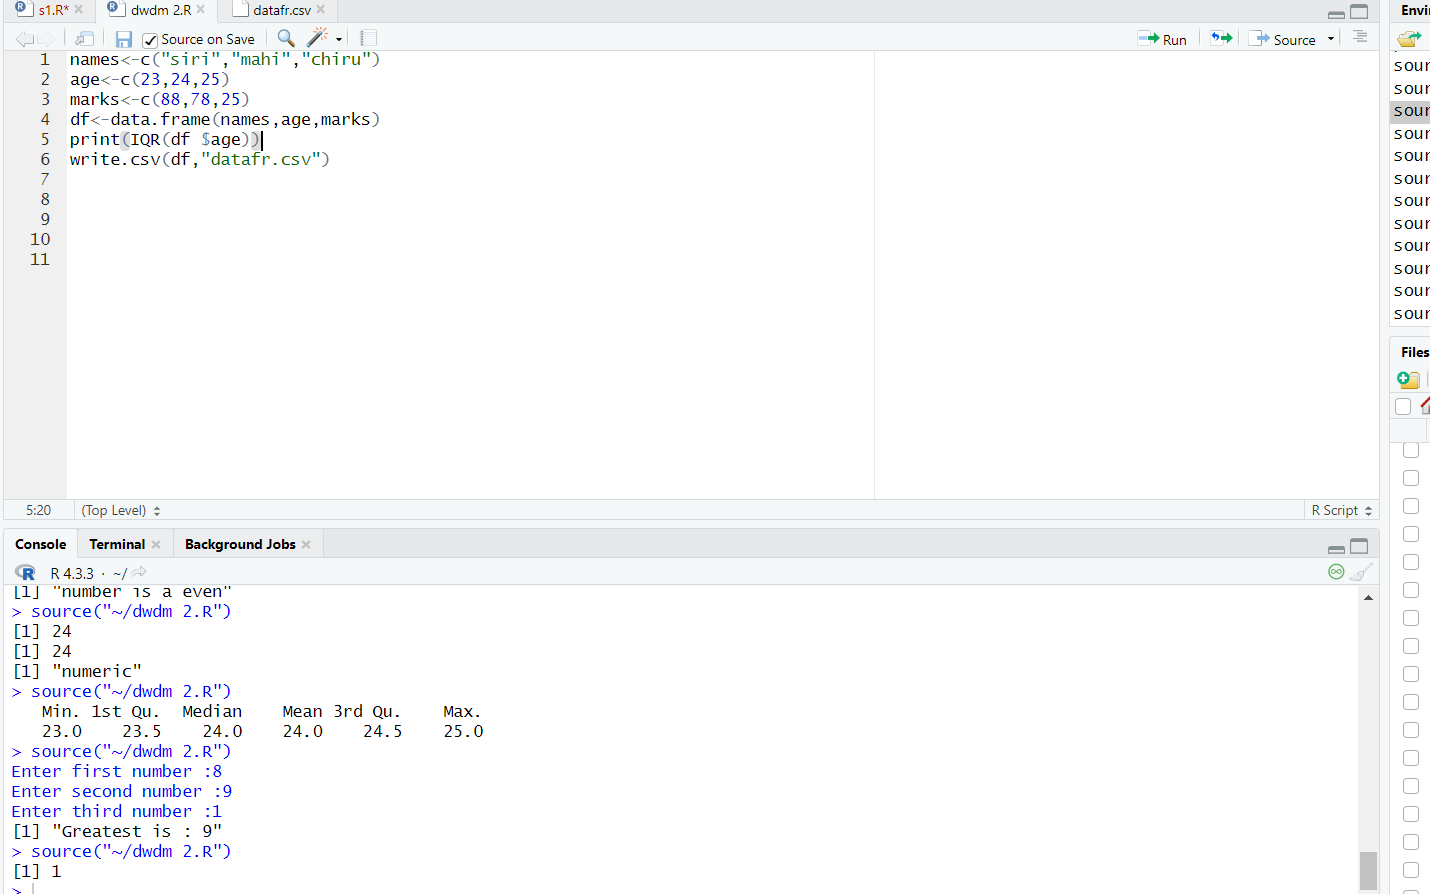 s1.R* dwdm 2.R datafr.csv
Source on Save Run Source
1 names<-c("siri","mahi","chiru")
2 age<-c(23,24,25)
3 marks<-c(88,78,25)
4 df<-data.frame(names,age,marks)
5 print(IQR(df $age))
6 write.csv(df,"datafr.csv")
7
8
9
10
11
5:20 (Top Level) R Script
Console Terminal Background Jobs
R 4.3.3 · ~/
[1] "number is a even"
> source("~/dwdm 2.R")
[1] 24
[1] 24
[1] "numeric"
> source("~/dwdm 2.R")
Min. 1st Qu. Median Mean 3rd Qu. Max.
23.0 23.5 24.0 24.0 24.5 25.0
> source("~/dwdm 2.R")
Enter first number :8
Enter second number :9
Enter third number :1
[1] "Greatest is : 9"
> source("~/dwdm 2.R")
[1] 1
>
Envi
sour
sour
sour
sour
sour
sour
sour
sour
sour
sour
sour
sour
Files